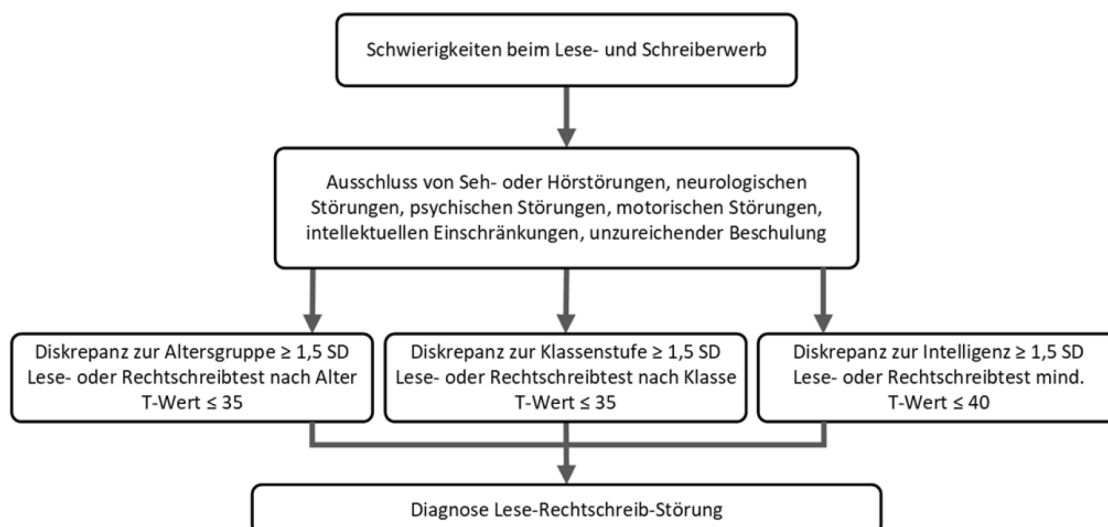 Schwierigkeiten beim Lese- und Schreiberwerb
Ausschluss von Seh- oder Hörstörungen, neurologischen
Störungen, psychischen Störungen, motorischen Störungen,
intellektuellen Einschränkungen, unzureichender Beschulung
Diskrepanz zur Altersgruppe ≥ 1,5 SD
Lese- oder Rechtschreibtest nach Alter
T-Wert ≤ 35
Diskrepanz zur Klassenstufe ≥ 1,5 SD
Lese- oder Rechtschreibtest nach Klasse
T-Wert ≤ 35
Diskrepanz zur Intelligenz ≥ 1,5 SD
Lese- oder Rechtschreibtest mind.
T-Wert ≤ 40
Diagnose Lese-Rechtschreib-Störung